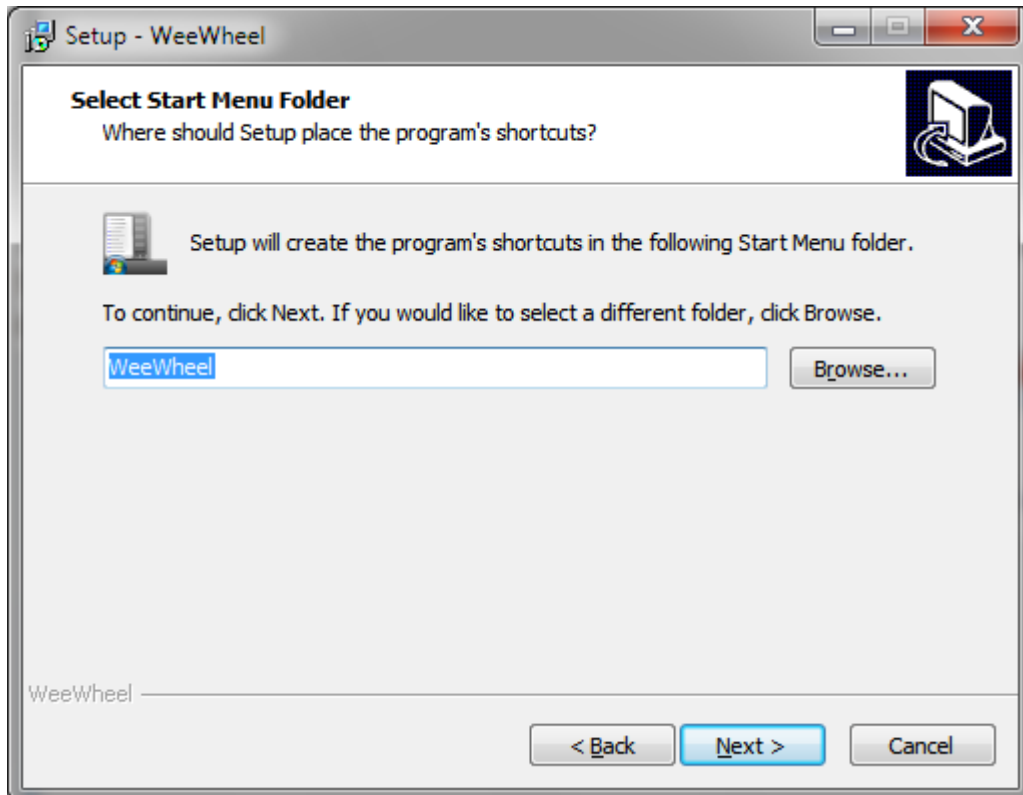 Setup - WeeWheel
Select Start Menu Folder
Where should Setup place the program's shortcuts?
Setup will create the program's shortcuts in the following Start Menu folder.
To continue, click Next. If you would like to select a different folder, click Browse.
WeeWheel
Browse...
WeeWheel
< Back
Next >
Cancel